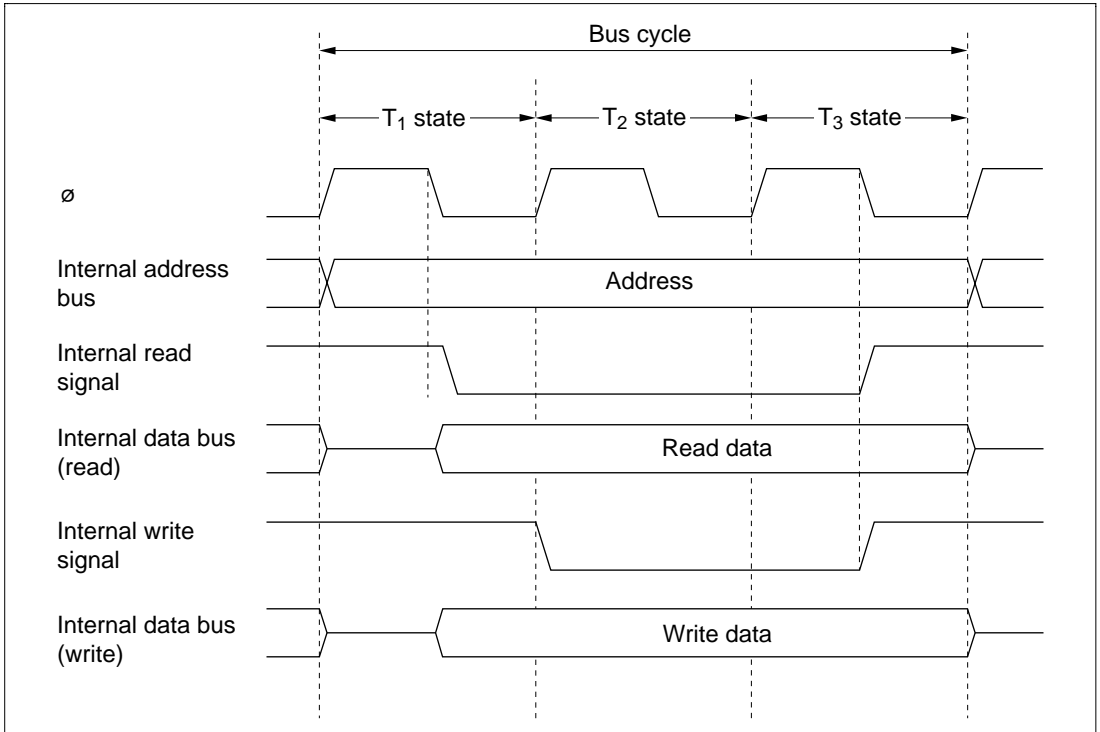 Bus cycle
T₁ state
T₂ state
T₃ state
ø
Internal address
bus
Address
Internal read
signal
Internal data bus
(read)
Read data
Internal write
signal
Internal data bus
(write)
Write data